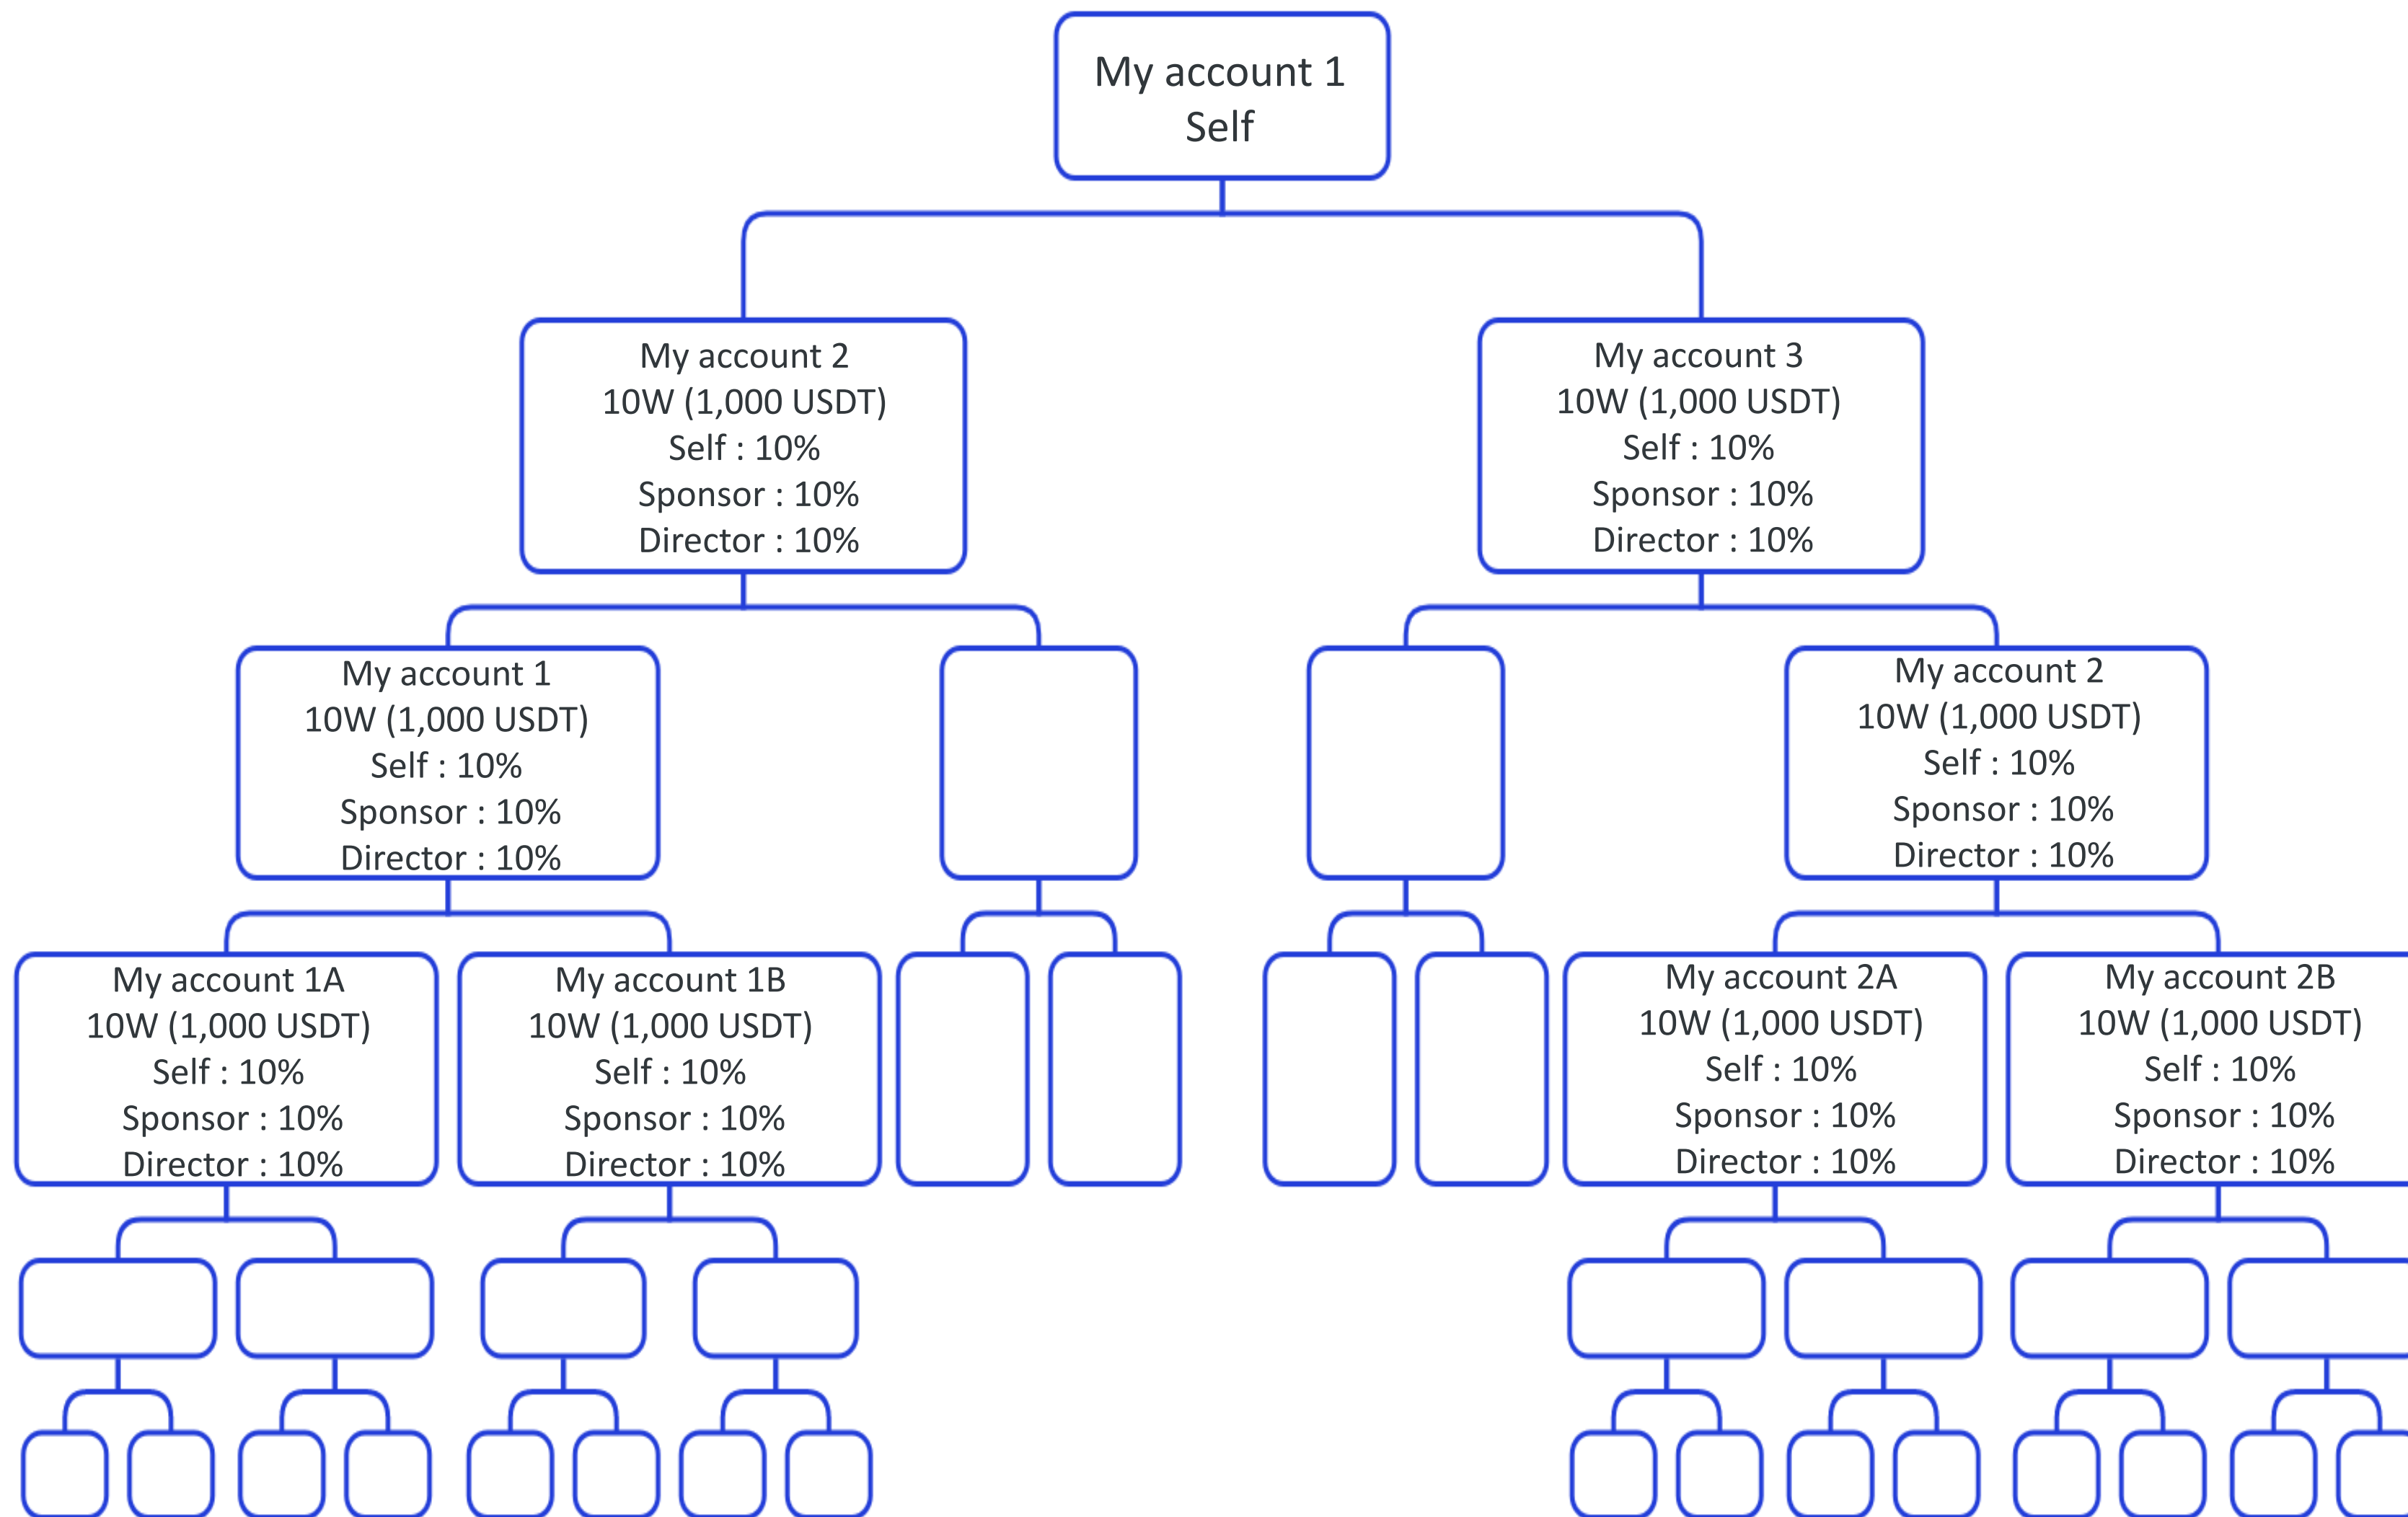 My account 1
Self
My account 2
10W (1,000 USDT)
Self : 10%
Sponsor : 10%
Director : 10%
My account 3
10W (1,000 USDT)
Self : 10%
Sponsor : 10%
Director : 10%
My account 1
10W (1,000 USDT)
Self : 10%
Sponsor : 10%
Director : 10%
My account 2
10W (1,000 USDT)
Self : 10%
Sponsor : 10%
Director : 10%
My account 1A
10W (1,000 USDT)
Self : 10%
Sponsor : 10%
Director : 10%
My account 1B
10W (1,000 USDT)
Self : 10%
Sponsor : 10%
Director : 10%
My account 2A
10W (1,000 USDT)
Self : 10%
Sponsor : 10%
Director : 10%
My account 2B
10W (1,000 USDT)
Self : 10%
Sponsor : 10%
Director : 10%